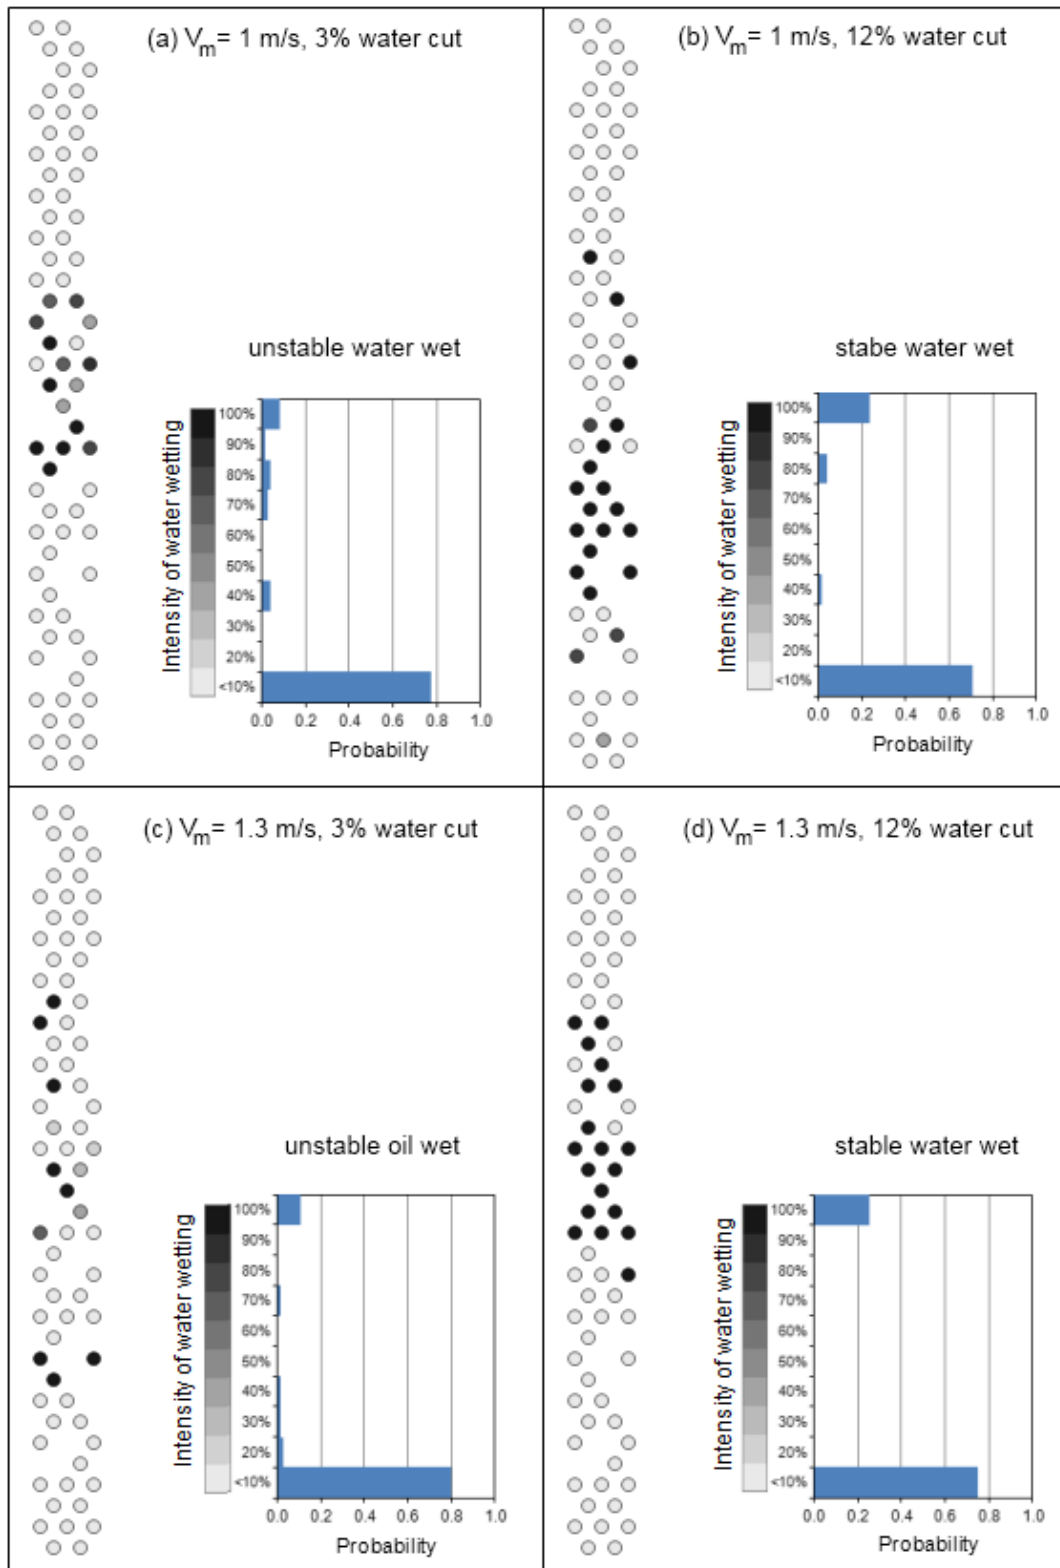 (a) Vm= 1 m/s, 3% water cut
unstable water wet
Intensity of water wetting
100%
90%
80%
70%
60%
50%
40%
30%
20%
<10%
0.0 0.2 0.4 0.6 0.8 1.0
Probability
(b) Vm= 1 m/s, 12% water cut
stabe water wet
Intensity of water wetting
100%
90%
80%
70%
60%
50%
40%
30%
20%
<10%
0.0 0.2 0.4 0.6 0.8 1.0
Probability
(c) Vm= 1.3 m/s, 3% water cut
unstable oil wet
Intensity of water wetting
100%
90%
80%
70%
60%
50%
40%
30%
20%
<10%
0.0 0.2 0.4 0.6 0.8 1.0
Probability
(d) Vm= 1.3 m/s, 12% water cut
stable water wet
Intensity of water wetting
100%
90%
80%
70%
60%
50%
40%
30%
20%
<10%
0.0 0.2 0.4 0.6 0.8 1.0
Probability